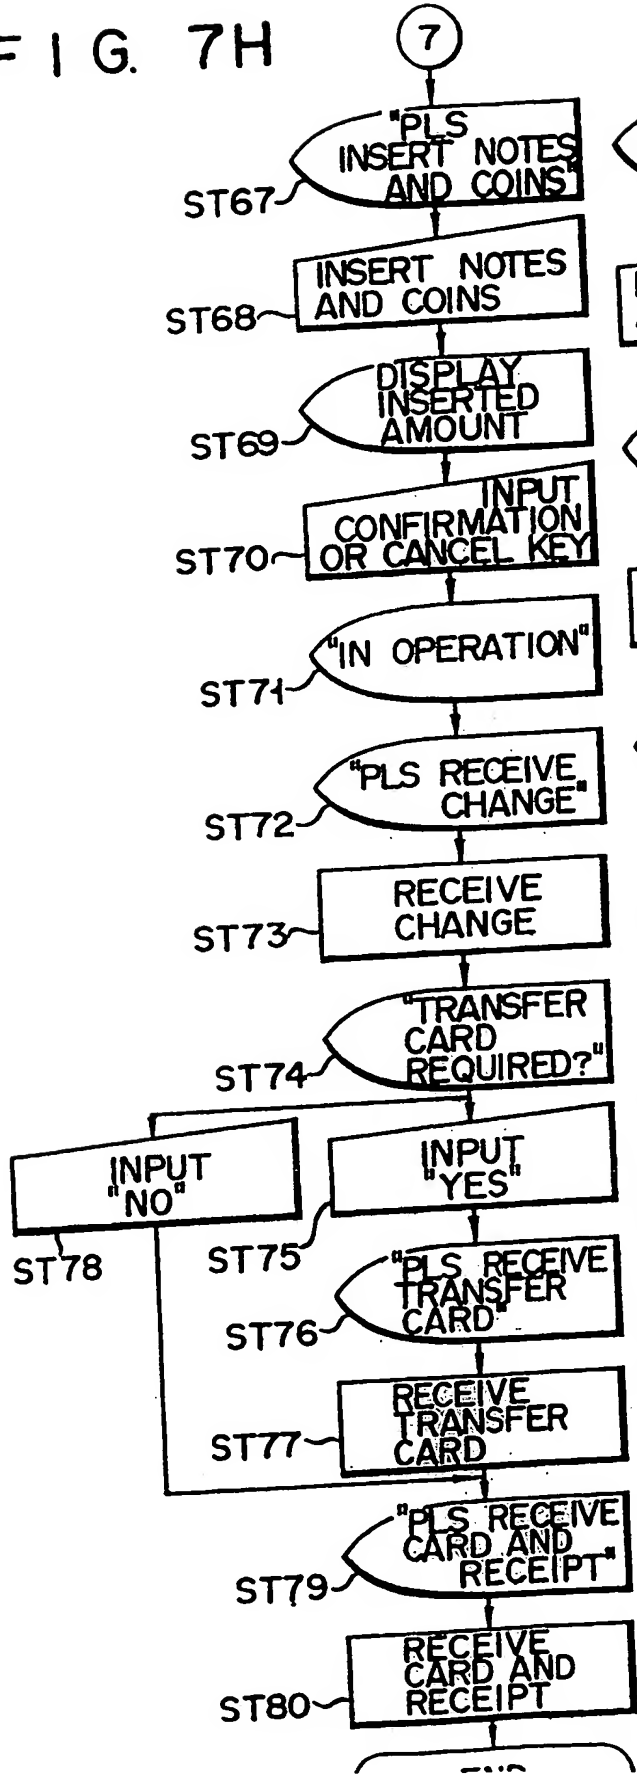 FIG. 7H
7
"PLS
INSERT NOTES
AND COINS"
ST67
INSERT NOTES
AND COINS
ST68
DISPLAY
INSERTED
AMOUNT
ST69
INPUT
CONFIRMATION
OR CANCEL KEY
ST70
"IN OPERATION"
ST71
"PLS RECEIVE
CHANGE"
ST72
RECEIVE
CHANGE
ST73
"TRANSFER
CARD
REQUIRED?"
ST74
INPUT
"NO"
ST78
INPUT
"YES"
ST75
"PLS RECEIVE
TRANSFER
CARD"
ST76
RECEIVE
TRANSFER
CARD
ST77
"PLS RECEIVE
CARD AND
RECEIPT"
ST79
RECEIVE
CARD AND
RECEIPT
ST80
END